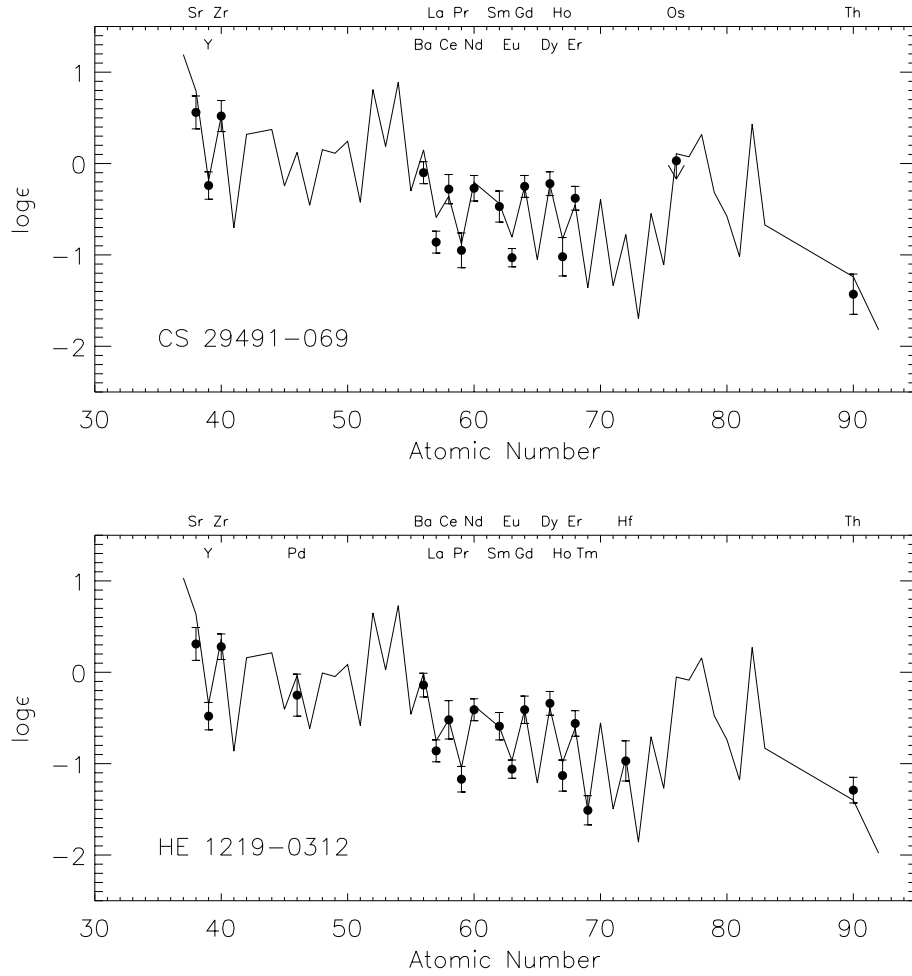 Sr Zr La Pr Sm Gd Ho Os Th
Y Ba Ce Nd Eu Dy Er
1
0
−1
−2
logϵ
CS 29491−069
30 40 50 60 70 80 90
Atomic Number
Sr Zr Ba Ce Nd Eu Dy Er Hf Th
Y Pd La Pr Sm Gd Ho Tm
1
0
−1
−2
logϵ
HE 1219−0312
30 40 50 60 70 80 90
Atomic Number